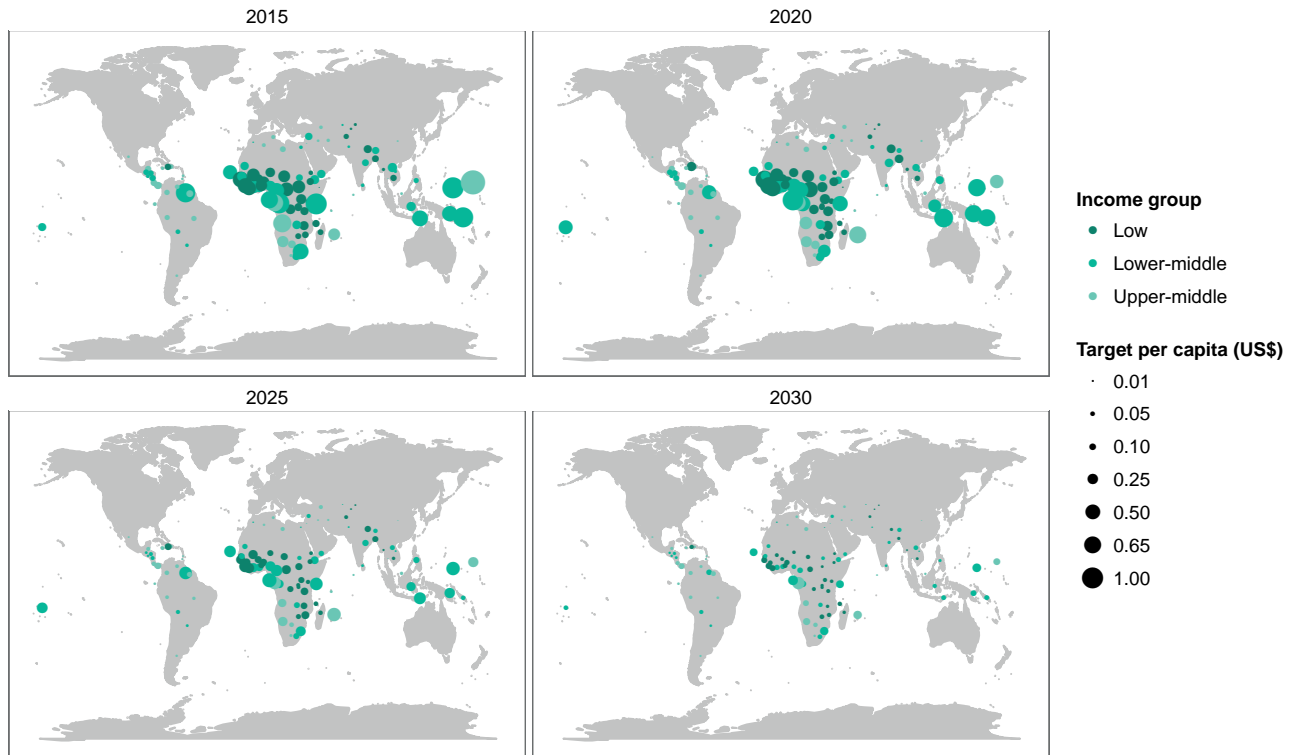 2015
2020
2025
2030
Income group
Low
Lower-middle
Upper-middle
Target per capita (US$)
0.01
0.05
0.10
0.25
0.50
0.65
1.00